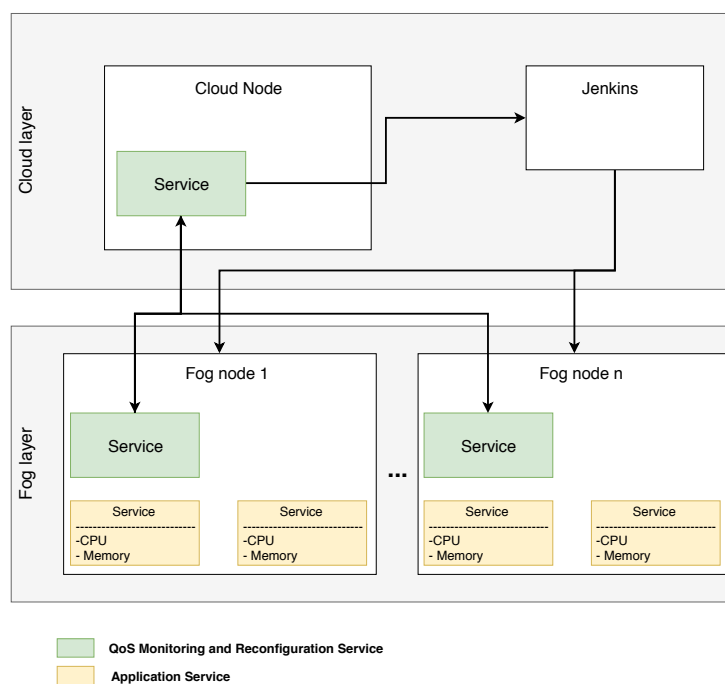 Cloud layer
Cloud Node
Jenkins
Service
Fog layer
Fog node 1
Fog node n
Service
...
Service
Service
-----------------------
-CPU
- Memory
Service
-----------------------
-CPU
- Memory
Service
-----------------------
-CPU
- Memory
Service
-----------------------
-CPU
- Memory
QoS Monitoring and Reconfiguration Service
Application Service